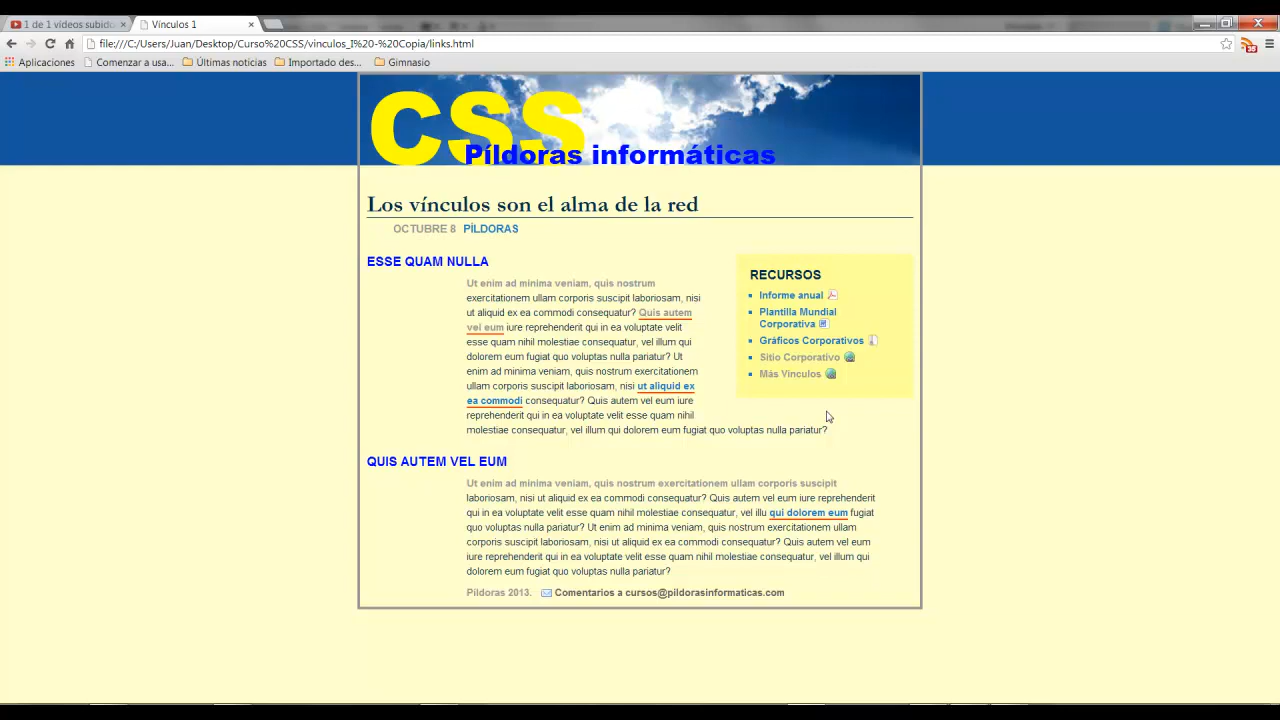 1 de 1 vídeos subido
Vínculos 1
file:///C:/Users/Juan/Desktop/Curso%20CSS/vinculos_I%20-%20Copia/links.html
35
Aplicaciones
Comenzar a usa...
Últimas noticias
Importado des...
Gimnasio
CSS
Píldoras informáticas
Los vínculos son el alma de la red
OCTUBRE 8 PÍLDORAS
ESSE QUAM NULLA
Ut enim ad minima veniam, quis nostrum
exercitationem ullam corporis suscipit laboriosam, nisi
ut aliquid ex ea commodi consequatur? Quis autem
vel eum iure reprehenderit qui in ea voluptate velit
esse quam nihil molestiae consequatur, vel illum qui
dolorem eum fugiat quo voluptas nulla pariatur? Ut
enim ad minima veniam, quis nostrum exercitationem
ullam corporis suscipit laboriosam, nisi ut aliquid ex
ea commodi consequatur? Quis autem vel eum iure
reprehenderit qui in ea voluptate velit esse quam nihil
molestiae consequatur, vel illum qui dolorem eum fugiat quo voluptas nulla pariatur?
RECURSOS
Informe anual
Plantilla Mundial
Corporativa
Gráficos Corporativos
Sitio Corporativo
Más Vínculos
QUIS AUTEM VEL EUM
Ut enim ad minima veniam, quis nostrum exercitationem ullam corporis suscipit
laboriosam, nisi ut aliquid ex ea commodi consequatur? Quis autem vel eum iure reprehenderit
qui in ea voluptate velit esse quam nihil molestiae consequatur, vel illu qui dolorem eum fugiat
quo voluptas nulla pariatur? Ut enim ad minima veniam, quis nostrum exercitationem ullam
corporis suscipit laboriosam, nisi ut aliquid ex ea commodi consequatur? Quis autem vel eum
iure reprehenderit qui in ea voluptate velit esse quam nihil molestiae consequatur, vel illum qui
dolorem eum fugiat quo voluptas nulla pariatur?
Píldoras 2013. Comentarios a cursos@pildorasinformaticas.com